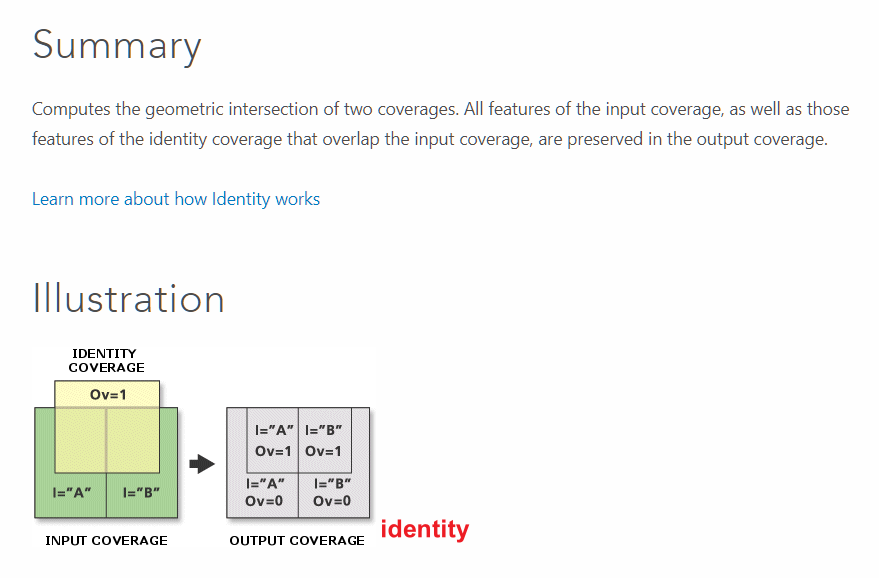 Summary
Computes the geometric intersection of two coverages. All features of the input coverage, as well as those
features of the identity coverage that overlap the input coverage, are preserved in the output coverage.
Learn more about how Identity works
Illustration
IDENTITY
COVERAGE
Ov=1
I="A" I="B"
INPUT COVERAGE
I="A" I="B"
Ov=1 Ov=1
I="A" I="B"
Ov=0 Ov=0
OUTPUT COVERAGE
identity